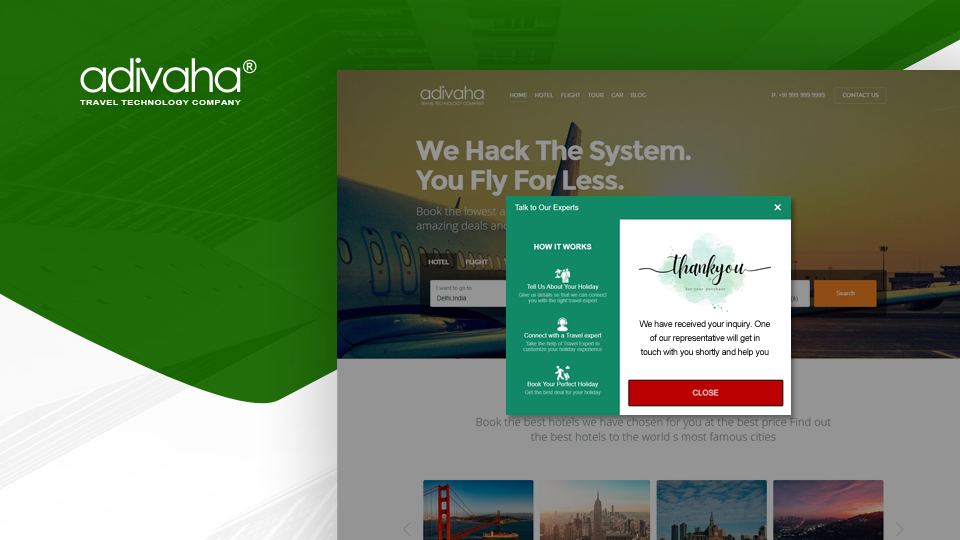 adivaha®
TRAVEL TECHNOLOGY COMPANY
adivaha
TRAVEL TECHNOLOGY COMPANY
HOME HOTEL FLIGHT TOUR CAR BLOG
P. +91 999 999 9999
CONTACT US
We Hack The System.
You Fly For Less.
Book the lowest a
amazing deals and
HOTEL FLIGHT
I want to go to
Delhi,India
Search
Talk to Our Experts
×
HOW IT WORKS
Tell Us About Your Holiday
Give us details so that we can connect
you with the right travel expert
Connect with a Travel expert
Take the help of Travel Expert to
customize your holiday experience
Book Your Perfect Holiday
Get the best deal for your holiday
thankyou
for your purchase
We have received your inquiry. One
of our representative will get in
touch with you shortly and help you
CLOSE
Book the best hotels we have chosen for you at the best price Find out
the best hotels to the world s most famous cities